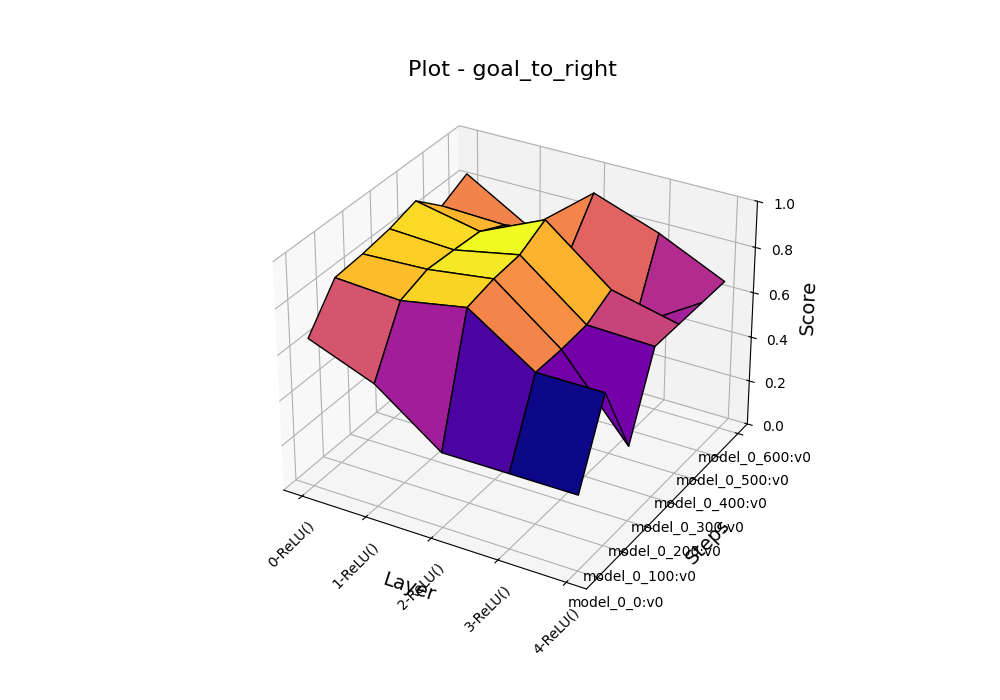 Plot - goal_to_right
1.0
0.8
0.6
0.4
0.2
0.0
Score
model_0_600:v0
model_0_500:v0
model_0_400:v0
model_0_300:v0
model_0_200:v0
model_0_100:v0
model_0_0:v0
Steps
0-ReLU()
1-ReLU()
2-ReLU()
3-ReLU()
4-ReLU()
Layer